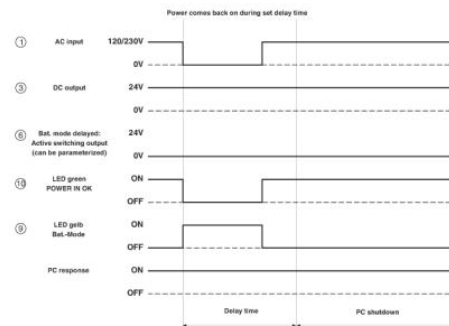 Power comes back on during set delay time
1 AC input 120/230V
0V
3 DC output 24V
0V
6 Bat. mode delayed: 24V
Active switching output
(can be parameterized) 0V
10 LED green ON
POWER IN OK
OFF
9 LED gelb ON
Bat.-Mode
OFF
PC response ON
OFF
Delay time PC shutdown